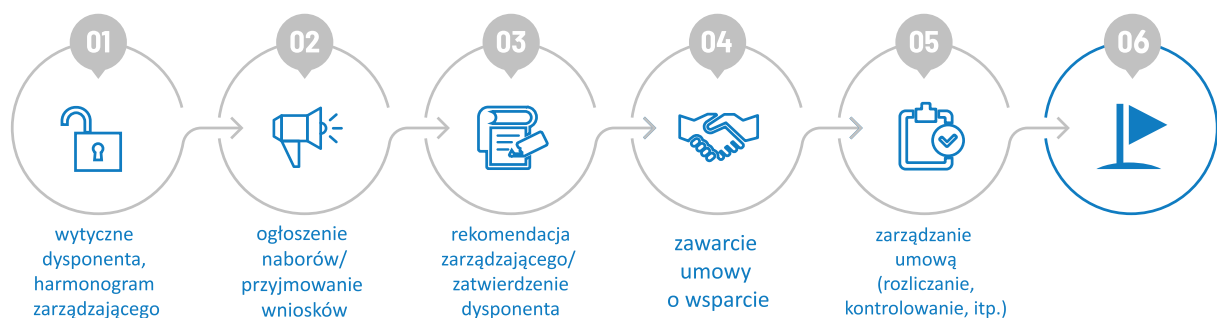 01
wytyczne
dysponenta,
harmonogram
zarządzającego
02
ogłoszenie
naborów/
przyjmowanie
wniosków
03
rekomendacja
zarządzającego/
zatwierdzenie
dysponenta
04
zawarcie
umowy
o wsparcie
05
zarządzanie
umową
(rozliczanie,
kontrolowanie, itp.)
06